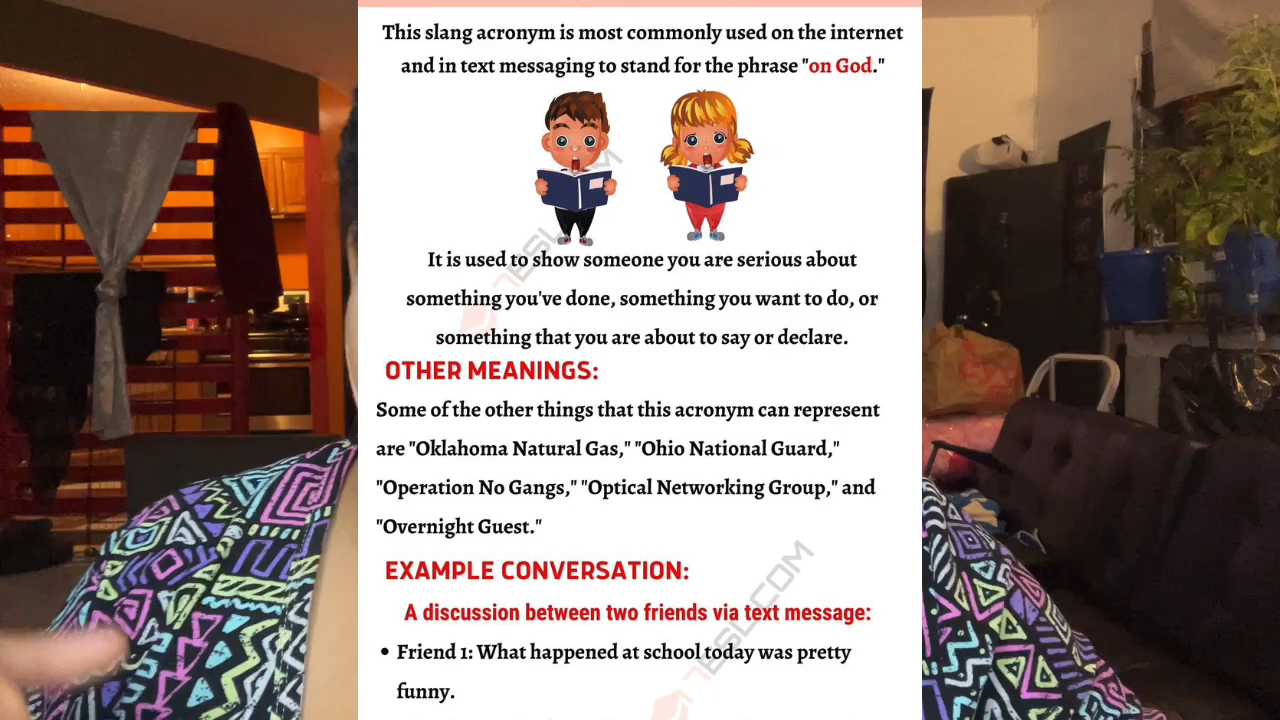 This slang acronym is most commonly used on the internet
and in text messaging to stand for the phrase "on God."
It is used to show someone you are serious about
something you've done, something you want to do, or
something that you are about to say or declare.
OTHER MEANINGS:
Some of the other things that this acronym can represent
are "Oklahoma Natural Gas," "Ohio National Guard,"
"Operation No Gangs," "Optical Networking Group," and
"Overnight Guest."
EXAMPLE CONVERSATION:
A discussion between two friends via text message:
• Friend 1: What happened at school today was pretty
funny.
7ESL.COM
7ESL.COM